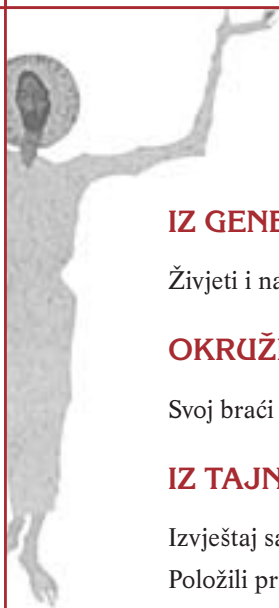 IZ GENE
Živjeti i na
OKRUŽ
Svoj braći
IZ TAJN
Izvještaj sa
Položili pr